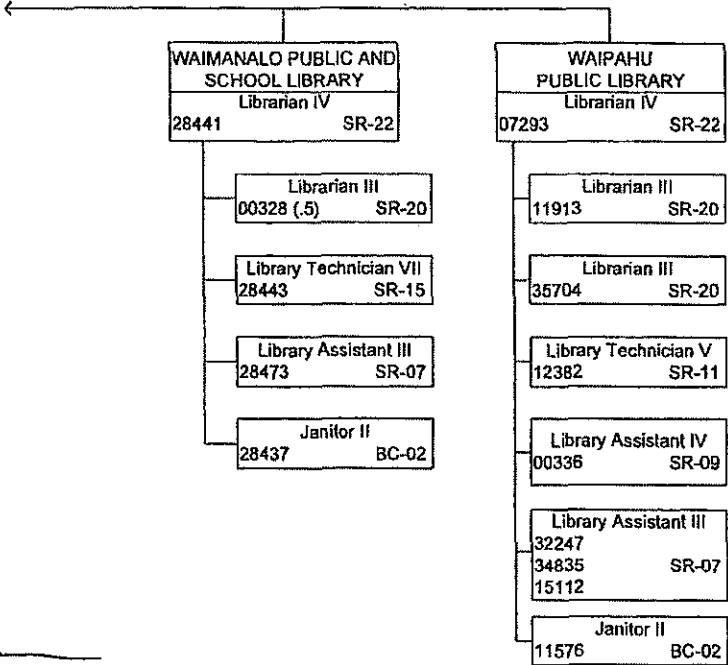 WAIMANALO PUBLIC AND
SCHOOL LIBRARY
Librarian IV
28441 SR-22
Librarian III
00328 (.5) SR-20
Library Technician VII
28443 SR-15
Library Assistant III
28473 SR-07
Janitor II
28437 BC-02
WAIPAHU
PUBLIC LIBRARY
Librarian IV
07293 SR-22
Librarian III
11913 SR-20
Librarian III
35704 SR-20
Library Technician V
12382 SR-11
Library Assistant IV
00336 SR-09
Library Assistant III
32247
34835 SR-07
15112
Janitor II
11576 BC-02